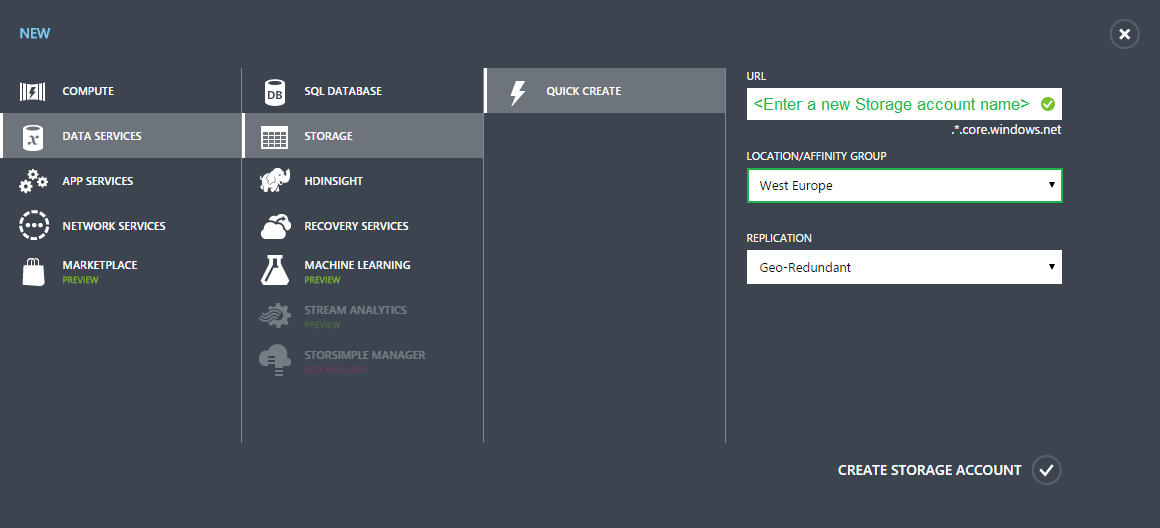 NEW
COMPUTE
DATA SERVICES
APP SERVICES
NETWORK SERVICES
MARKETPLACE
PREVIEW
DB
SQL DATABASE
STORAGE
HDINSIGHT
RECOVERY SERVICES
MACHINE LEARNING
PREVIEW
STREAM ANALYTICS
PREVIEW
STORSIMPLE MANAGER
NOT AVAILABLE
QUICK CREATE
URL
<Enter a new Storage account name>
.*.core.windows.net
LOCATION/AFFINITY GROUP
West Europe
REPLICATION
Geo-Redundant
CREATE STORAGE ACCOUNT